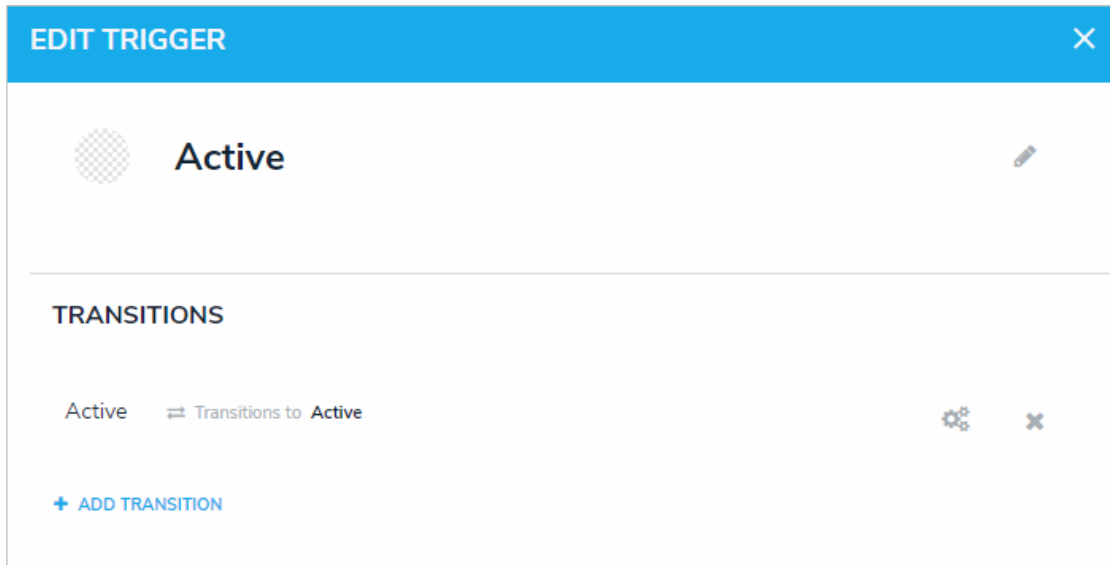 EDIT TRIGGER
Active
TRANSITIONS
Active Transitions to Active
ADD TRANSITION